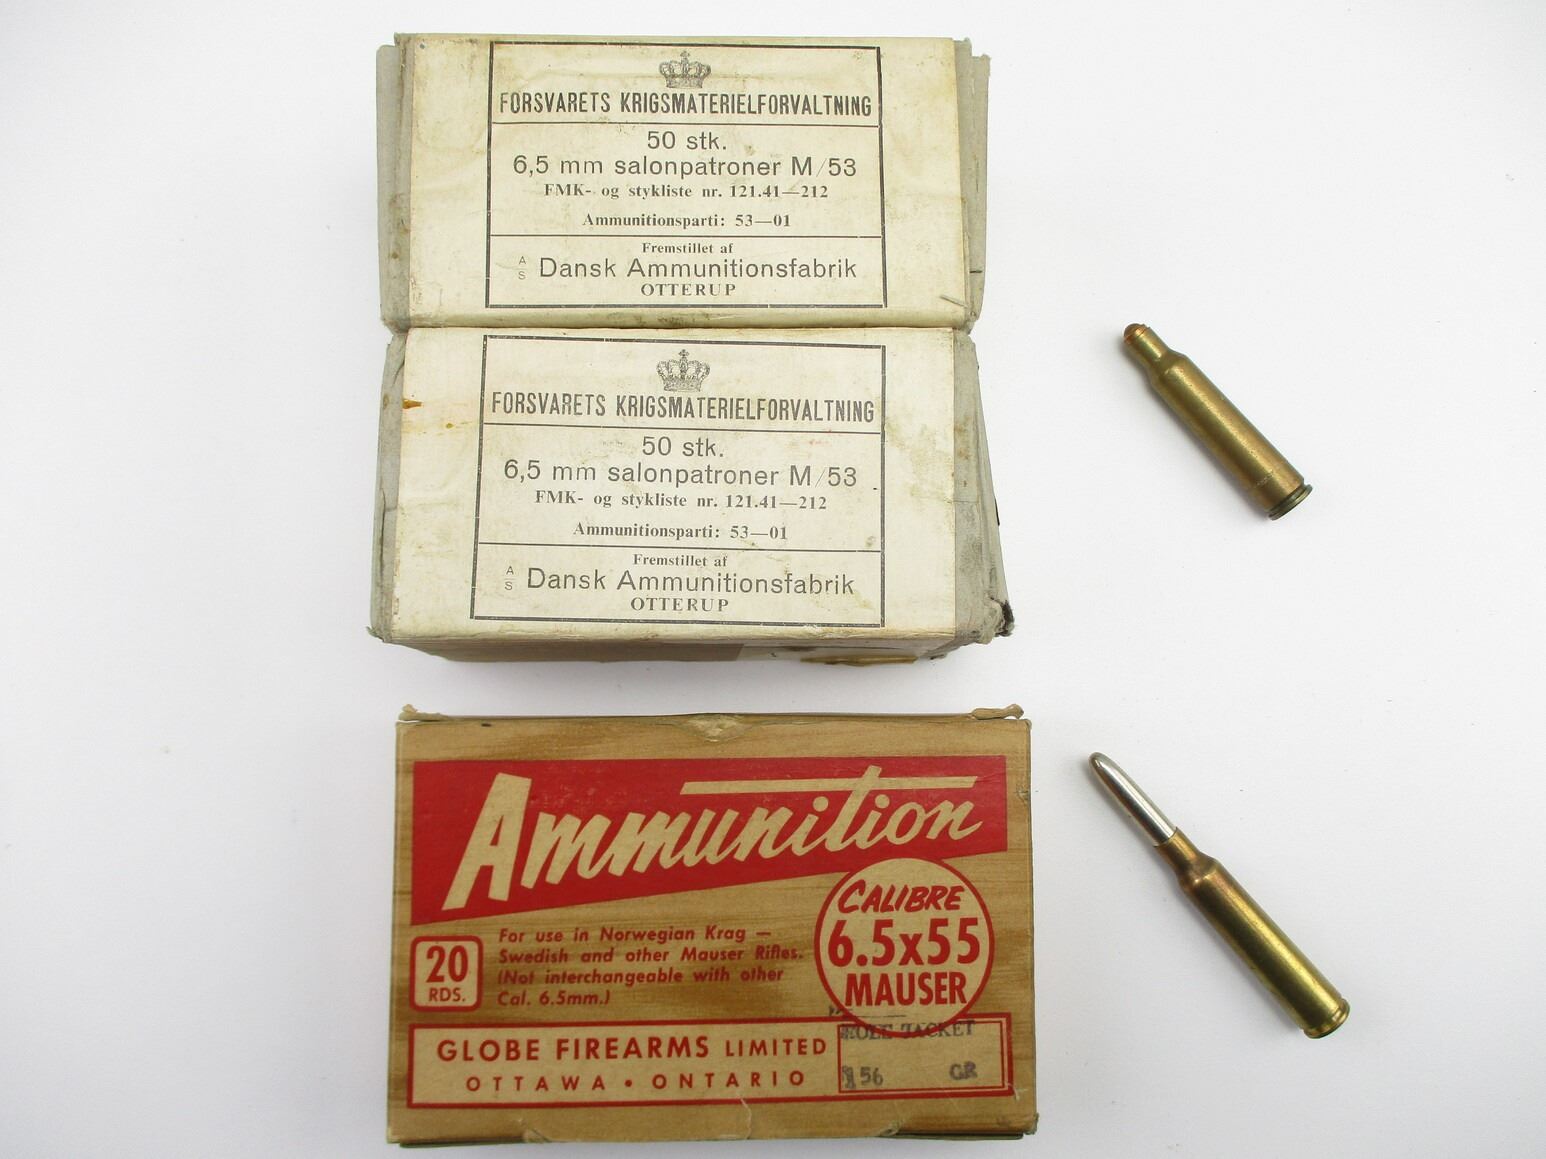 FORSVARETS KRIGSMATERIELFORVALTNING
50 stk.
6,5 mm salonpatroner M/53
FMK- og stykliste nr. 121.41—212
Ammunitionsparti: 53—01
Fremstillet af
A/S Dansk Ammunitionsfabrik
OTTERUP
FORSVARETS KRIGSMATERIELFORVALTNING
50 stk.
6,5 mm salonpatroner M/53
FMK- og stykliste nr. 121.41—212
Ammunitionsparti: 53—01
Fremstillet af
A/S Dansk Ammunitionsfabrik
OTTERUP
Ammunition
CALIBRE
6.5x55
MAUSER
20
RDS.
For use in Norwegian Krag —
Swedish and other Mauser Rifles.
(Not interchangeable with other
Cal. 6.5mm.)
GLOBE FIREARMS LIMITED
OTTAWA • ONTARIO
JACKET
156 GR